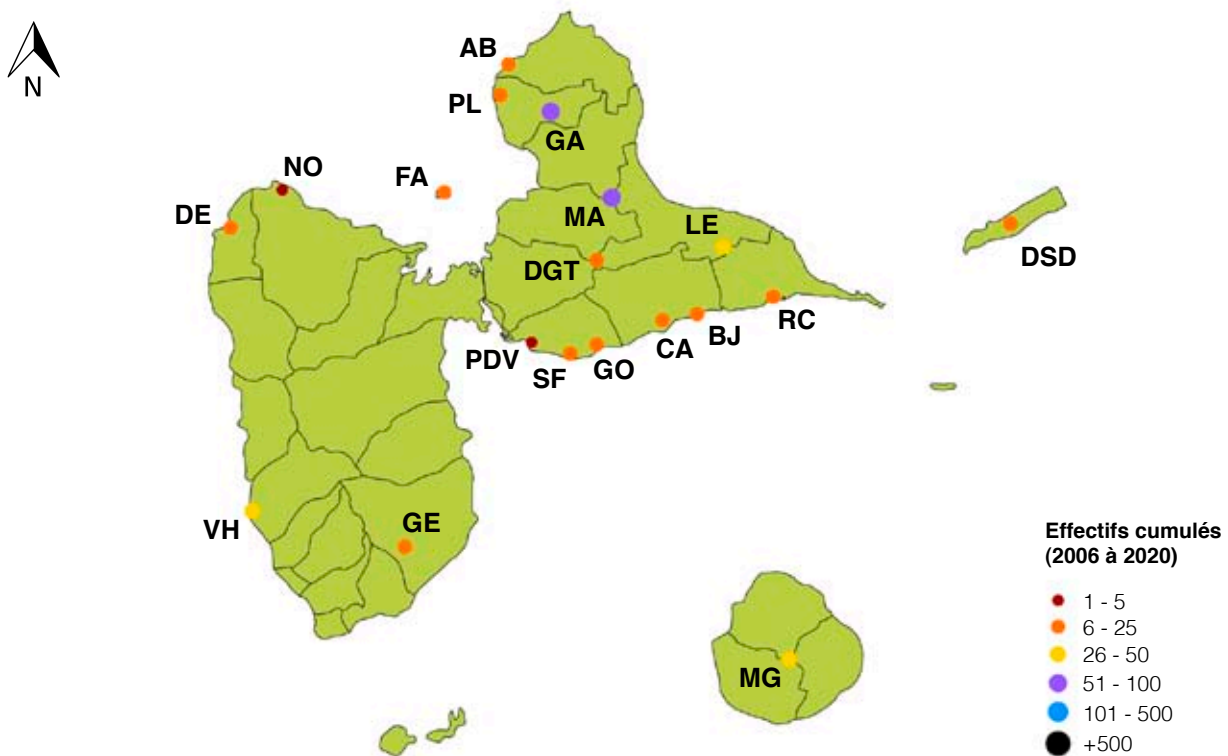 AB
N
PL
GA
NO
FA
DE
MA
LE
DSD
DGT
RC
BJ
CA
PDV
GO
SF
VH
GE
Effectifs cumulés
(2006 à 2020)
1 - 5
6 - 25
26 - 50
MG
51 - 100
101 - 500
+500